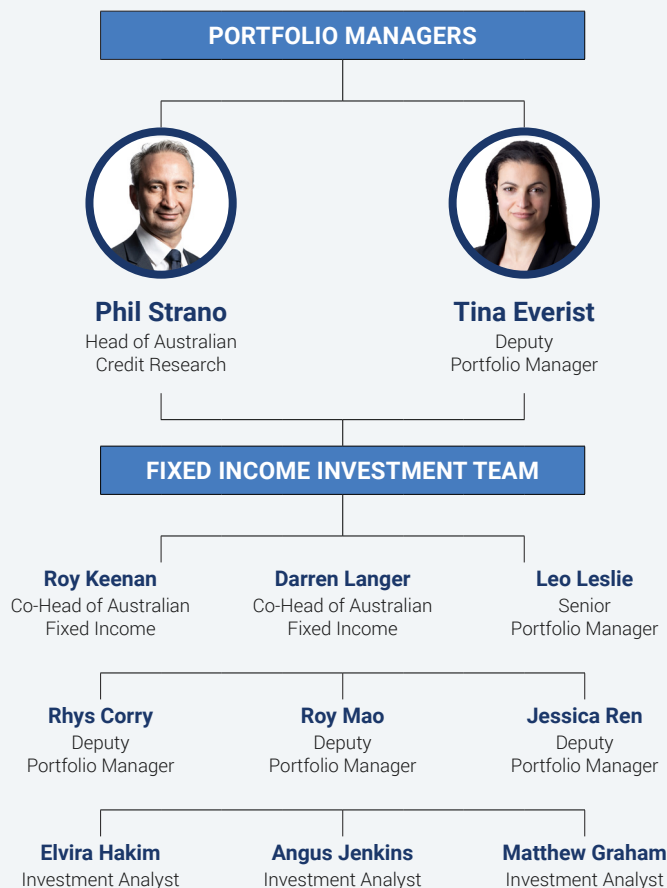 PORTFOLIO MANAGERS
Phil Strano
Head of Australian
Credit Research
Tina Everist
Deputy
Portfolio Manager
FIXED INCOME INVESTMENT TEAM
Roy Keenan
Co-Head of Australian
Fixed Income
Darren Langer
Co-Head of Australian
Fixed Income
Leo Leslie
Senior
Portfolio Manager
Rhys Corry
Deputy
Portfolio Manager
Roy Mao
Deputy
Portfolio Manager
Jessica Ren
Deputy
Portfolio Manager
Elvira Hakim
Investment Analyst
Angus Jenkins
Investment Analyst
Matthew Graham
Investment Analyst